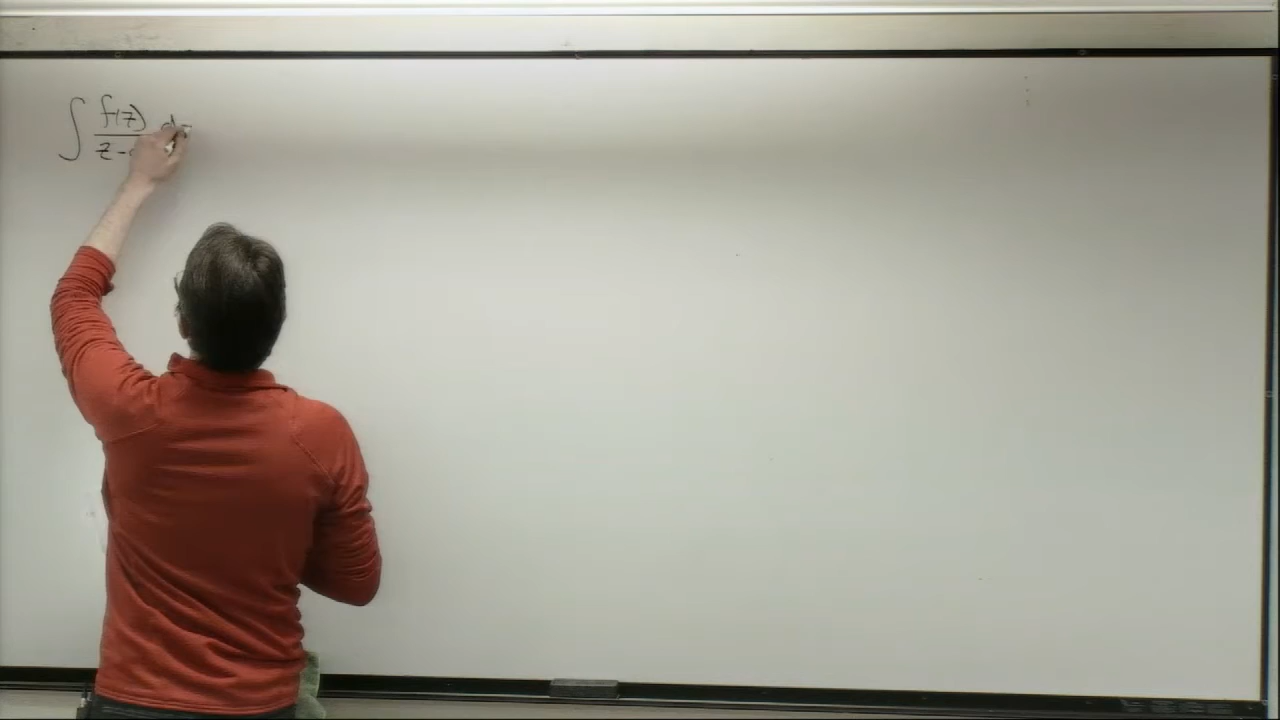 ∫ f(z)/z- dz